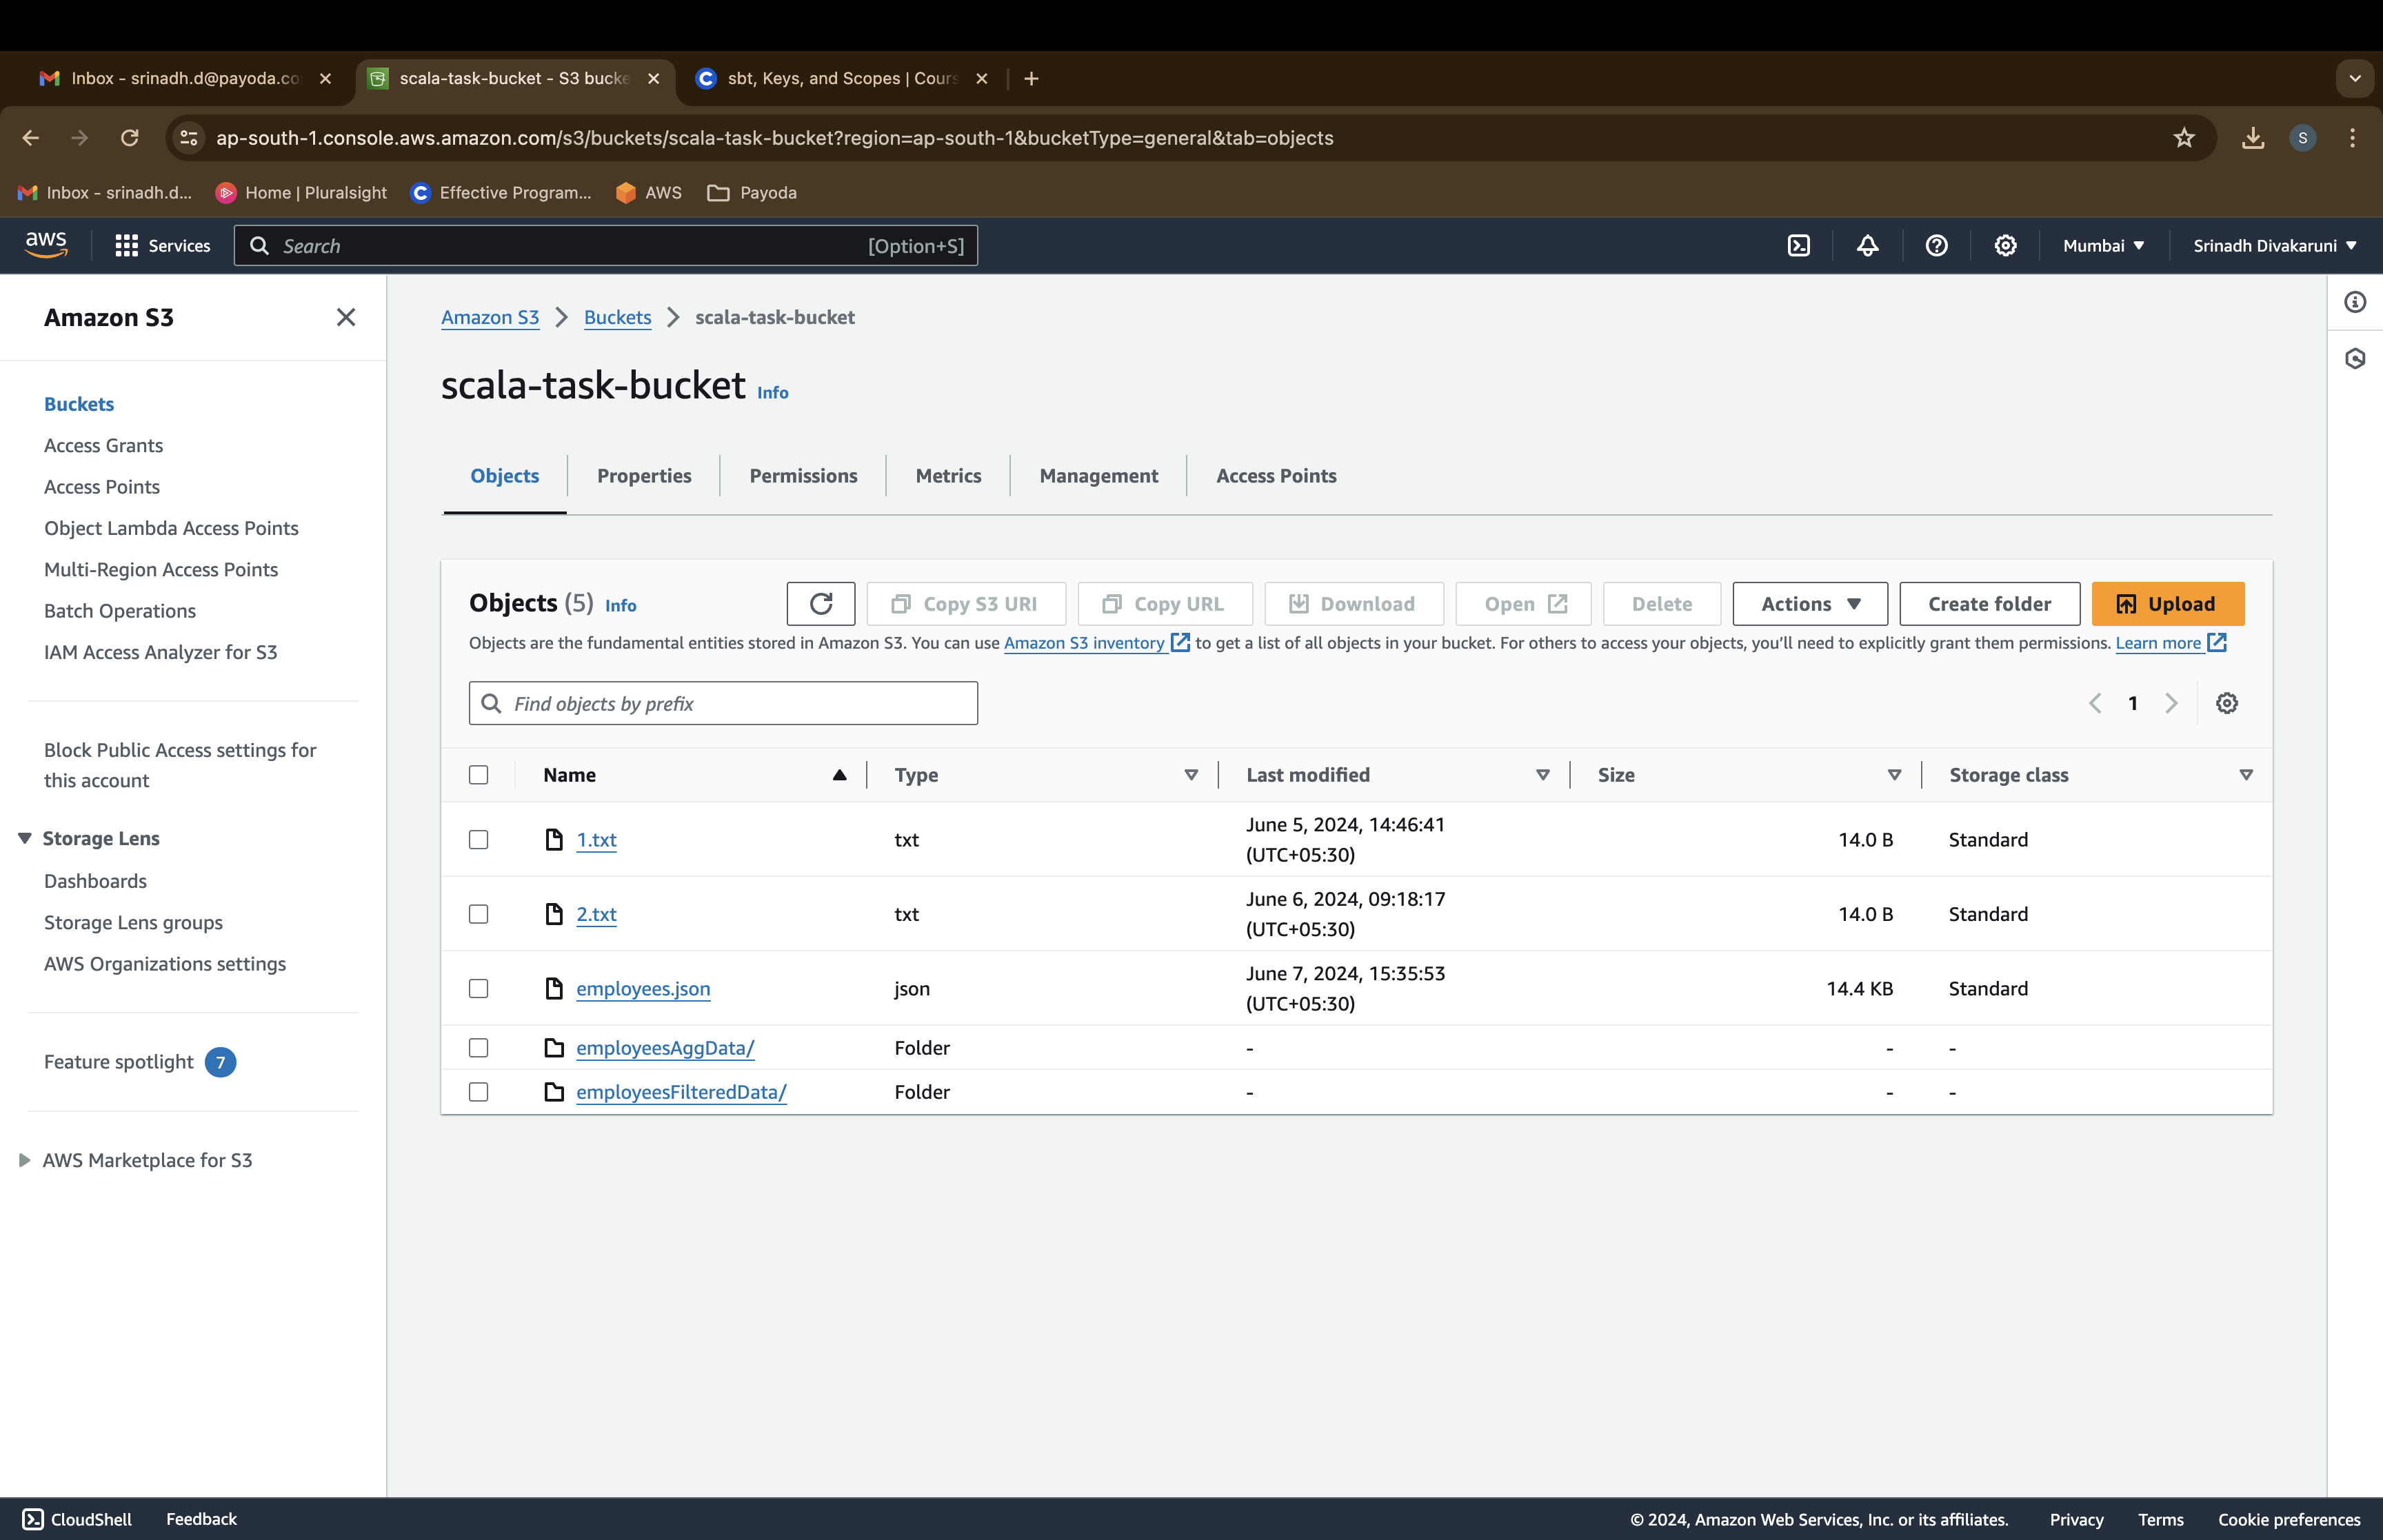 Inbox - srinadh.d@payoda.co
scala-task-bucket - S3 bucke
sbt, Keys, and Scopes | Cours
ap-south-1.console.aws.amazon.com/s3/buckets/scala-task-bucket?region=ap-south-1&bucketType=general&tab=objects
S
Inbox - srinadh.d...
Home | Pluralsight
Effective Program...
AWS
Payoda
aws
Services
Search
[Option+S]
Mumbai
Srinadh Divakaruni
Amazon S3
Buckets
Access Grants
Access Points
Object Lambda Access Points
Multi-Region Access Points
Batch Operations
IAM Access Analyzer for S3
Block Public Access settings for
this account
Storage Lens
Dashboards
Storage Lens groups
AWS Organizations settings
Feature spotlight 7
AWS Marketplace for S3
Amazon S3 > Buckets > scala-task-bucket
scala-task-bucket Info
Objects
Properties
Permissions
Metrics
Management
Access Points
Objects (5) Info
Copy S3 URI
Copy URL
Download
Open
Delete
Actions
Create folder
Upload
Objects are the fundamental entities stored in Amazon S3. You can use Amazon S3 inventory to get a list of all objects in your bucket. For others to access your objects, you'll need to explicitly grant them permissions. Learn more
Find objects by prefix
1
Name Type Last modified Size Storage class
1.txt txt June 5, 2024, 14:46:41 14.0 B Standard
(UTC+05:30)
2.txt txt June 6, 2024, 09:18:17 14.0 B Standard
(UTC+05:30)
employees.json json June 7, 2024, 15:35:53 14.4 KB Standard
(UTC+05:30)
employeesAggData/ Folder - - -
employeesFilteredData/ Folder - - -
CloudShell
Feedback
© 2024, Amazon Web Services, Inc. or its affiliates.
Privacy
Terms
Cookie preferences